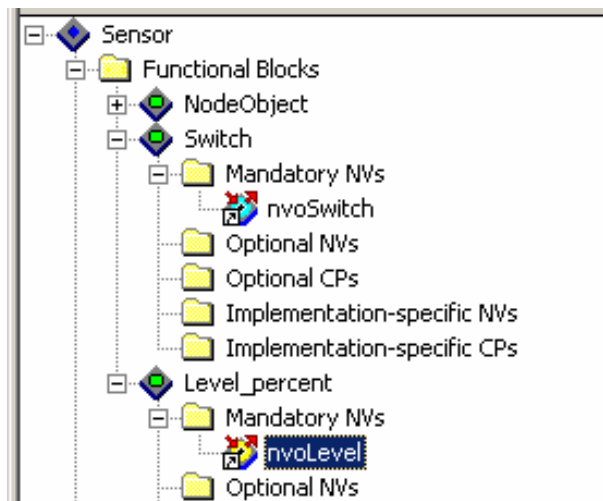 Sensor
Functional Blocks
NodeObject
Switch
Mandatory NVs
nvoSwitch
Optional NVs
Optional CPs
Implementation-specific NVs
Implementation-specific CPs
Level_percent
Mandatory NVs
nvoLevel
Optional NVs